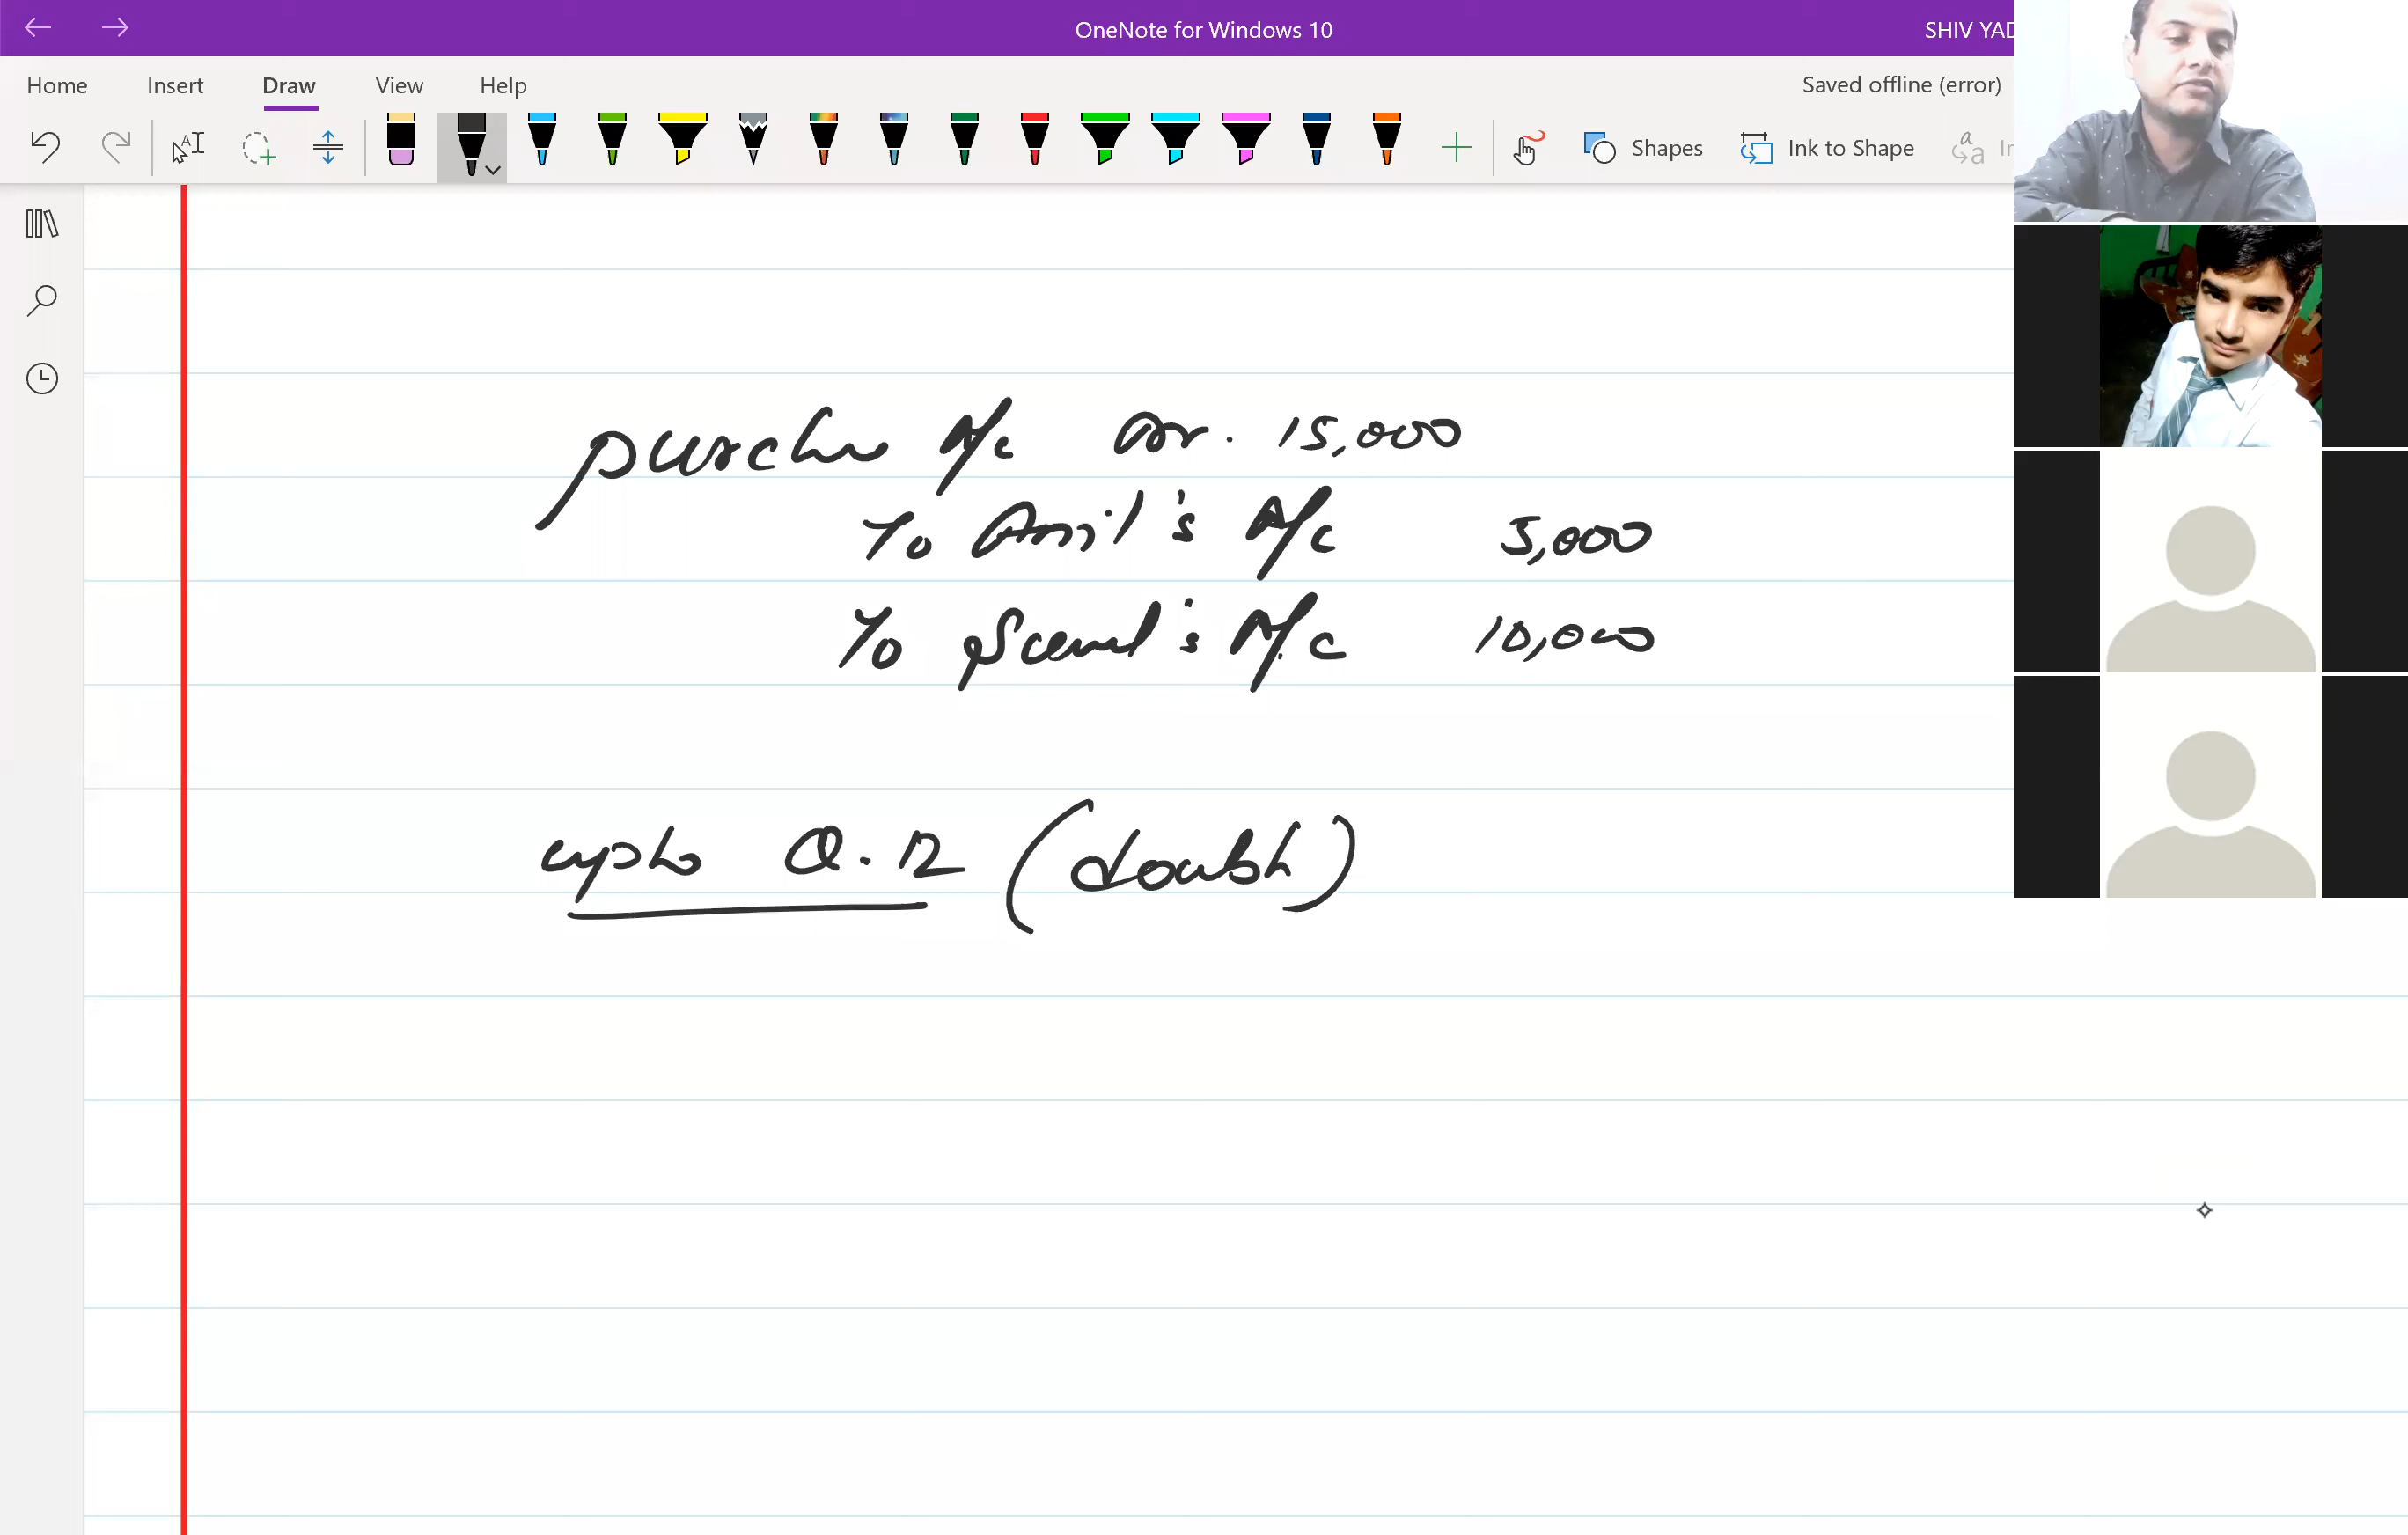 OneNote for Windows 10
SHIV YAD
Home Insert Draw View Help
Saved offline (error)
Shapes Ink to Shape In
purchase A/c Dr. 15,000
To Anil's A/c 5,000
To A/c 10,000
upto Q.12 (doubt)